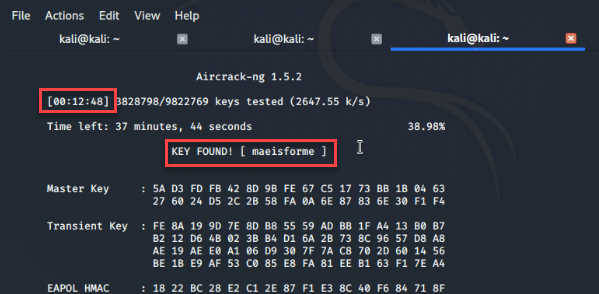 File Actions Edit View Help
kali@kali: ~ kali@kali: ~ kali@kali: ~
Aircrack-ng 1.5.2
[00:12:48] 3828798/9822769 keys tested (2647.55 k/s)
Time left: 37 minutes, 44 seconds 38.98%
KEY FOUND! [ maeisforme ]
Master Key : 5A D3 FD FB 42 8D 9B FE 67 C5 17 73 BB 1B 04 63
27 60 24 D5 2C 2B 58 FA 0A 6E 87 83 6E 30 F1 F4
Transient Key : FE 8A 19 9D 7E 8D B8 55 59 AD BB 1F A4 13 B0 B7
B2 12 D6 4B 02 3B B4 D1 6A 2B 73 8C 96 57 D8 A8
AE 19 AE E0 A1 06 D9 30 7F 7A C8 70 2D 60 14 56
BE 1B E9 AF 53 C0 85 E8 FA 81 EE B1 63 F1 7E A4
EAPOL HMAC : 18 22 BC 28 E2 C1 2E 87 F1 E3 8C 40 F6 84 71 8F